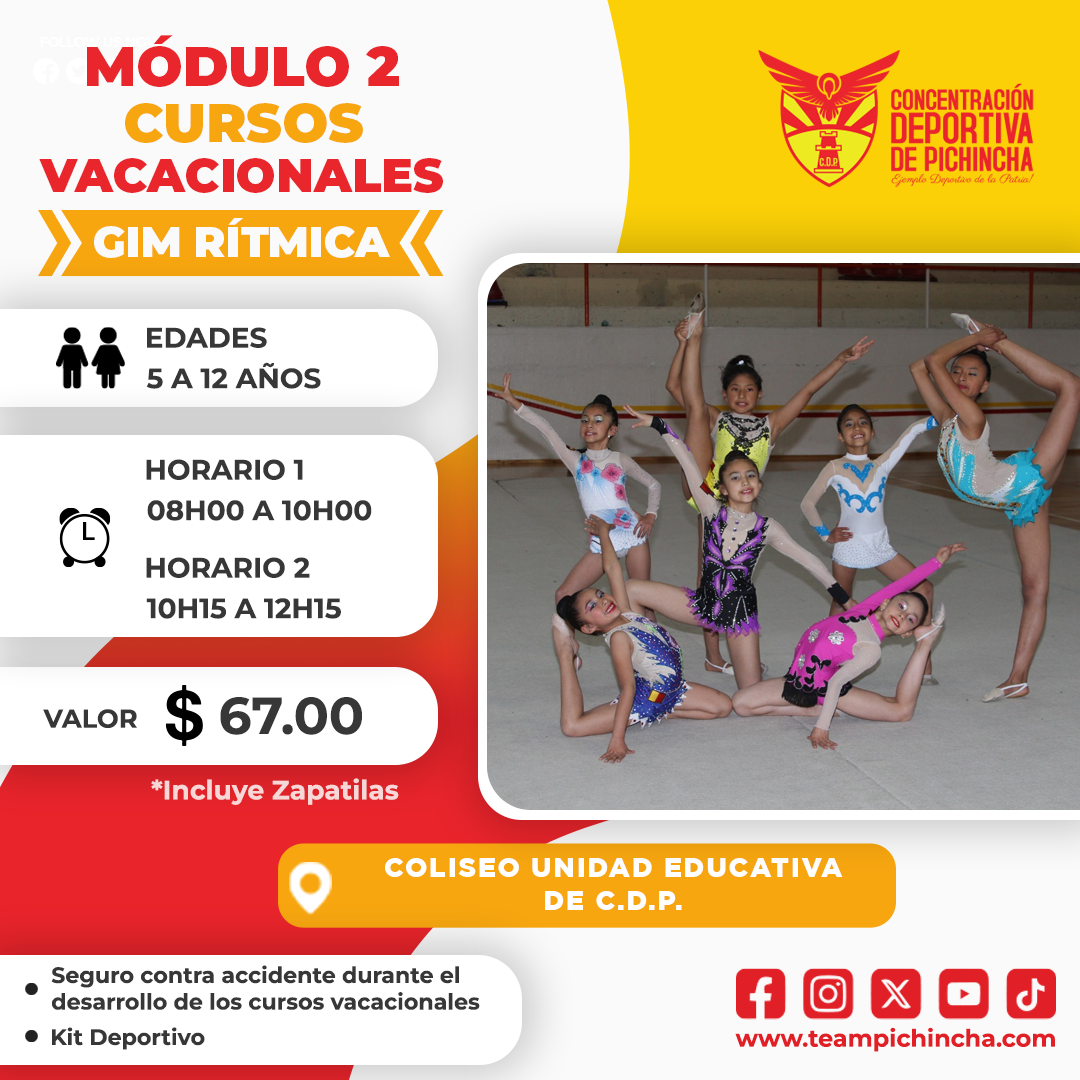 MÓDULO 2
CURSOS
VACACIONALES
GIM RÍTMICA
CONCENTRACIÓN
DEPORTIVA
DE PICHINCHA
Ejemplo Deportivo de la Patria!
C.D.P.
EDADES
5 A 12 AÑOS
HORARIO 1
08H00 A 10H00
HORARIO 2
10H15 A 12H15
VALOR $ 67.00
*Incluye Zapatilas
COLISEO UNIDAD EDUCATIVA
DE C.D.P.
Seguro contra accidente durante el
desarrollo de los cursos vacacionales
Kit Deportivo
www.teampichincha.com